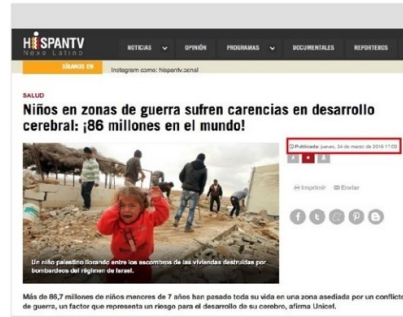 HISPANTV
Nexo Latino
NOTICIAS
OPINIÓN
PROGRAMAS
DOCUMENTALES
REPORTEROS
SÍGANOS EN
Instagram como: hispantv.canal
SALUD
Niños en zonas de guerra sufren carencias en desarrollo
cerebral: ¡86 millones en el mundo!
Publicada: jueves, 24 de marzo de 2016 17:03
Imprimir
Enviar
Un niño palestino llorando entre los escombros de las viviendas destruidas por
bombardeos del régimen de Israel.
Más de 86,7 millones de niños menores de 7 años han pasado toda su vida en una zona asediada por un conflicto
de guerra, un factor que representa un riesgo para el desarrollo de su cerebro, afirma Unicef.